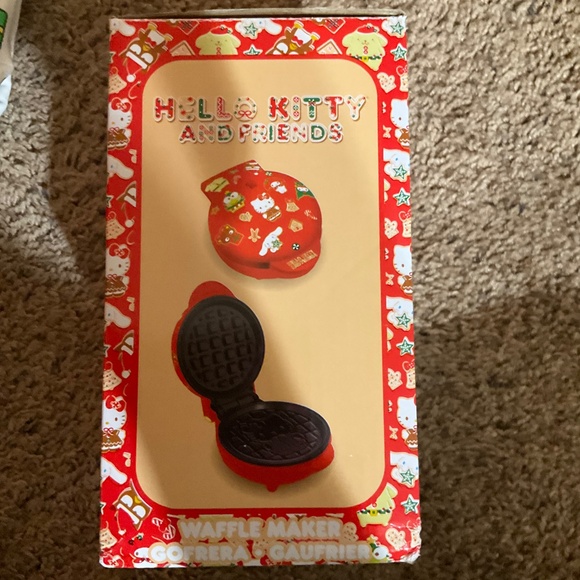 HELLO KITTY
AND FRIENDS
WAFFLE MAKER
GOFRERA • GAUFRIER